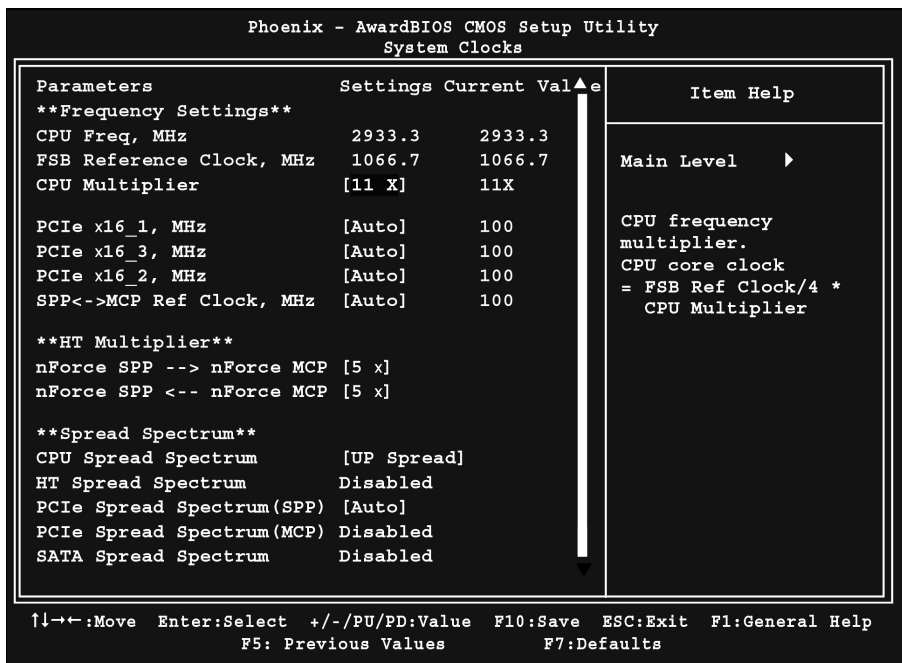 Phoenix - AwardBIOS CMOS Setup Utility
System Clocks
Parameters Settings Current Val e
**Frequency Settings**
CPU Freq, MHz 2933.3 2933.3
FSB Reference Clock, MHz 1066.7 1066.7
CPU Multiplier [11 X] 11X
PCIe x16_1, MHz [Auto] 100
PCIe x16_3, MHz [Auto] 100
PCIe x16_2, MHz [Auto] 100
SPP<->MCP Ref Clock, MHz [Auto] 100
**HT Multiplier**
nForce SPP --> nForce MCP [5 x]
nForce SPP <-- nForce MCP [5 x]
**Spread Spectrum**
CPU Spread Spectrum [UP Spread]
HT Spread Spectrum Disabled
PCIe Spread Spectrum(SPP) [Auto]
PCIe Spread Spectrum(MCP) Disabled
SATA Spread Spectrum Disabled
Item Help
Main Level ▶
CPU frequency
multiplier.
CPU core clock
= FSB Ref Clock/4 *
CPU Multiplier
↑↓→←:Move Enter:Select +/-/PU/PD:Value F10:Save ESC:Exit F1:General Help
F5: Previous Values F7:Defaults